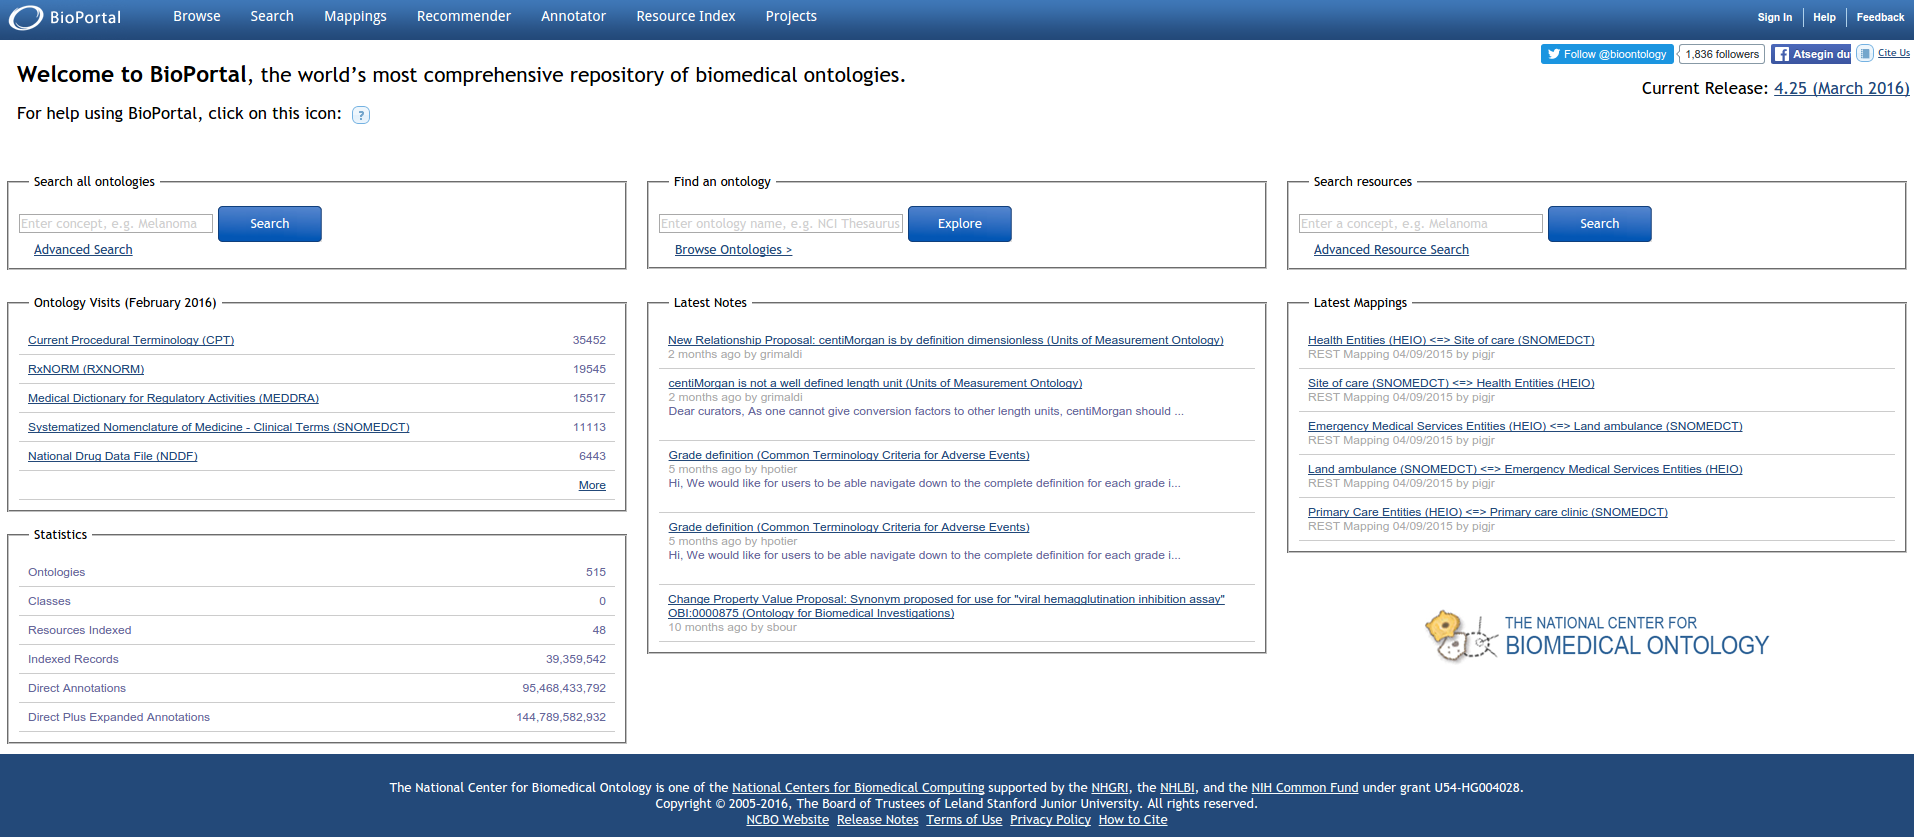 BioPortal Browse Search Mappings Recommender Annotator Resource Index Projects Sign In Help Feedback
Follow @bioontology 1,836 followers Atsegin du Cite Us
Welcome to BioPortal, the world's most comprehensive repository of biomedical ontologies.
Current Release: 4.25 (March 2016)
For help using BioPortal, click on this icon: ?
Search all ontologies
Enter concept, e.g. Melanoma Search
Advanced Search
Find an ontology
Enter ontology name, e.g. NCI Thesaurus Explore
Browse Ontologies >
Search resources
Enter a concept, e.g. Melanoma Search
Advanced Resource Search
Ontology Visits (February 2016)
Current Procedural Terminology (CPT) 35452
RxNORM (RXNORM) 19545
Medical Dictionary for Regulatory Activities (MEDDRA) 15517
Systematized Nomenclature of Medicine - Clinical Terms (SNOMEDCT) 11113
National Drug Data File (NDDF) 6443
More
Statistics
Ontologies 515
Classes 0
Resources Indexed 48
Indexed Records 39,359,542
Direct Annotations 95,468,433,792
Direct Plus Expanded Annotations 144,789,582,932
Latest Notes
New Relationship Proposal: centiMorgan is by definition dimensionless (Units of Measurement Ontology)
2 months ago by grimaldi
centiMorgan is not a well defined length unit (Units of Measurement Ontology)
2 months ago by grimaldi
Dear curators, As one cannot give conversion factors to other length units, centiMorgan should ...
Grade definition (Common Terminology Criteria for Adverse Events)
5 months ago by hpotier
Hi, We would like for users to be able navigate down to the complete definition for each grade i...
Grade definition (Common Terminology Criteria for Adverse Events)
5 months ago by hpotier
Hi, We would like for users to be able navigate down to the complete definition for each grade i...
Change Property Value Proposal: Synonym proposed for use for "viral hemagglutination inhibition assay"
OBI:0000875 (Ontology for Biomedical Investigations)
10 months ago by sbour
Latest Mappings
Health Entities (HEIO) <=> Site of care (SNOMEDCT)
REST Mapping 04/09/2015 by pigjr
Site of care (SNOMEDCT) <=> Health Entities (HEIO)
REST Mapping 04/09/2015 by pigjr
Emergency Medical Services Entities (HEIO) <=> Land ambulance (SNOMEDCT)
REST Mapping 04/09/2015 by pigjr
Land ambulance (SNOMEDCT) <=> Emergency Medical Services Entities (HEIO)
REST Mapping 04/09/2015 by pigjr
Primary Care Entities (HEIO) <=> Primary care clinic (SNOMEDCT)
REST Mapping 04/09/2015 by pigjr
THE NATIONAL CENTER FOR
BIOMEDICAL ONTOLOGY
The National Center for Biomedical Ontology is one of the National Centers for Biomedical Computing supported by the NHGRI, the NHLBI, and the NIH Common Fund under grant U54-HG004028.
Copyright © 2005-2016, The Board of Trustees of Leland Stanford Junior University. All rights reserved.
NCBO Website Release Notes Terms of Use Privacy Policy How to Cite